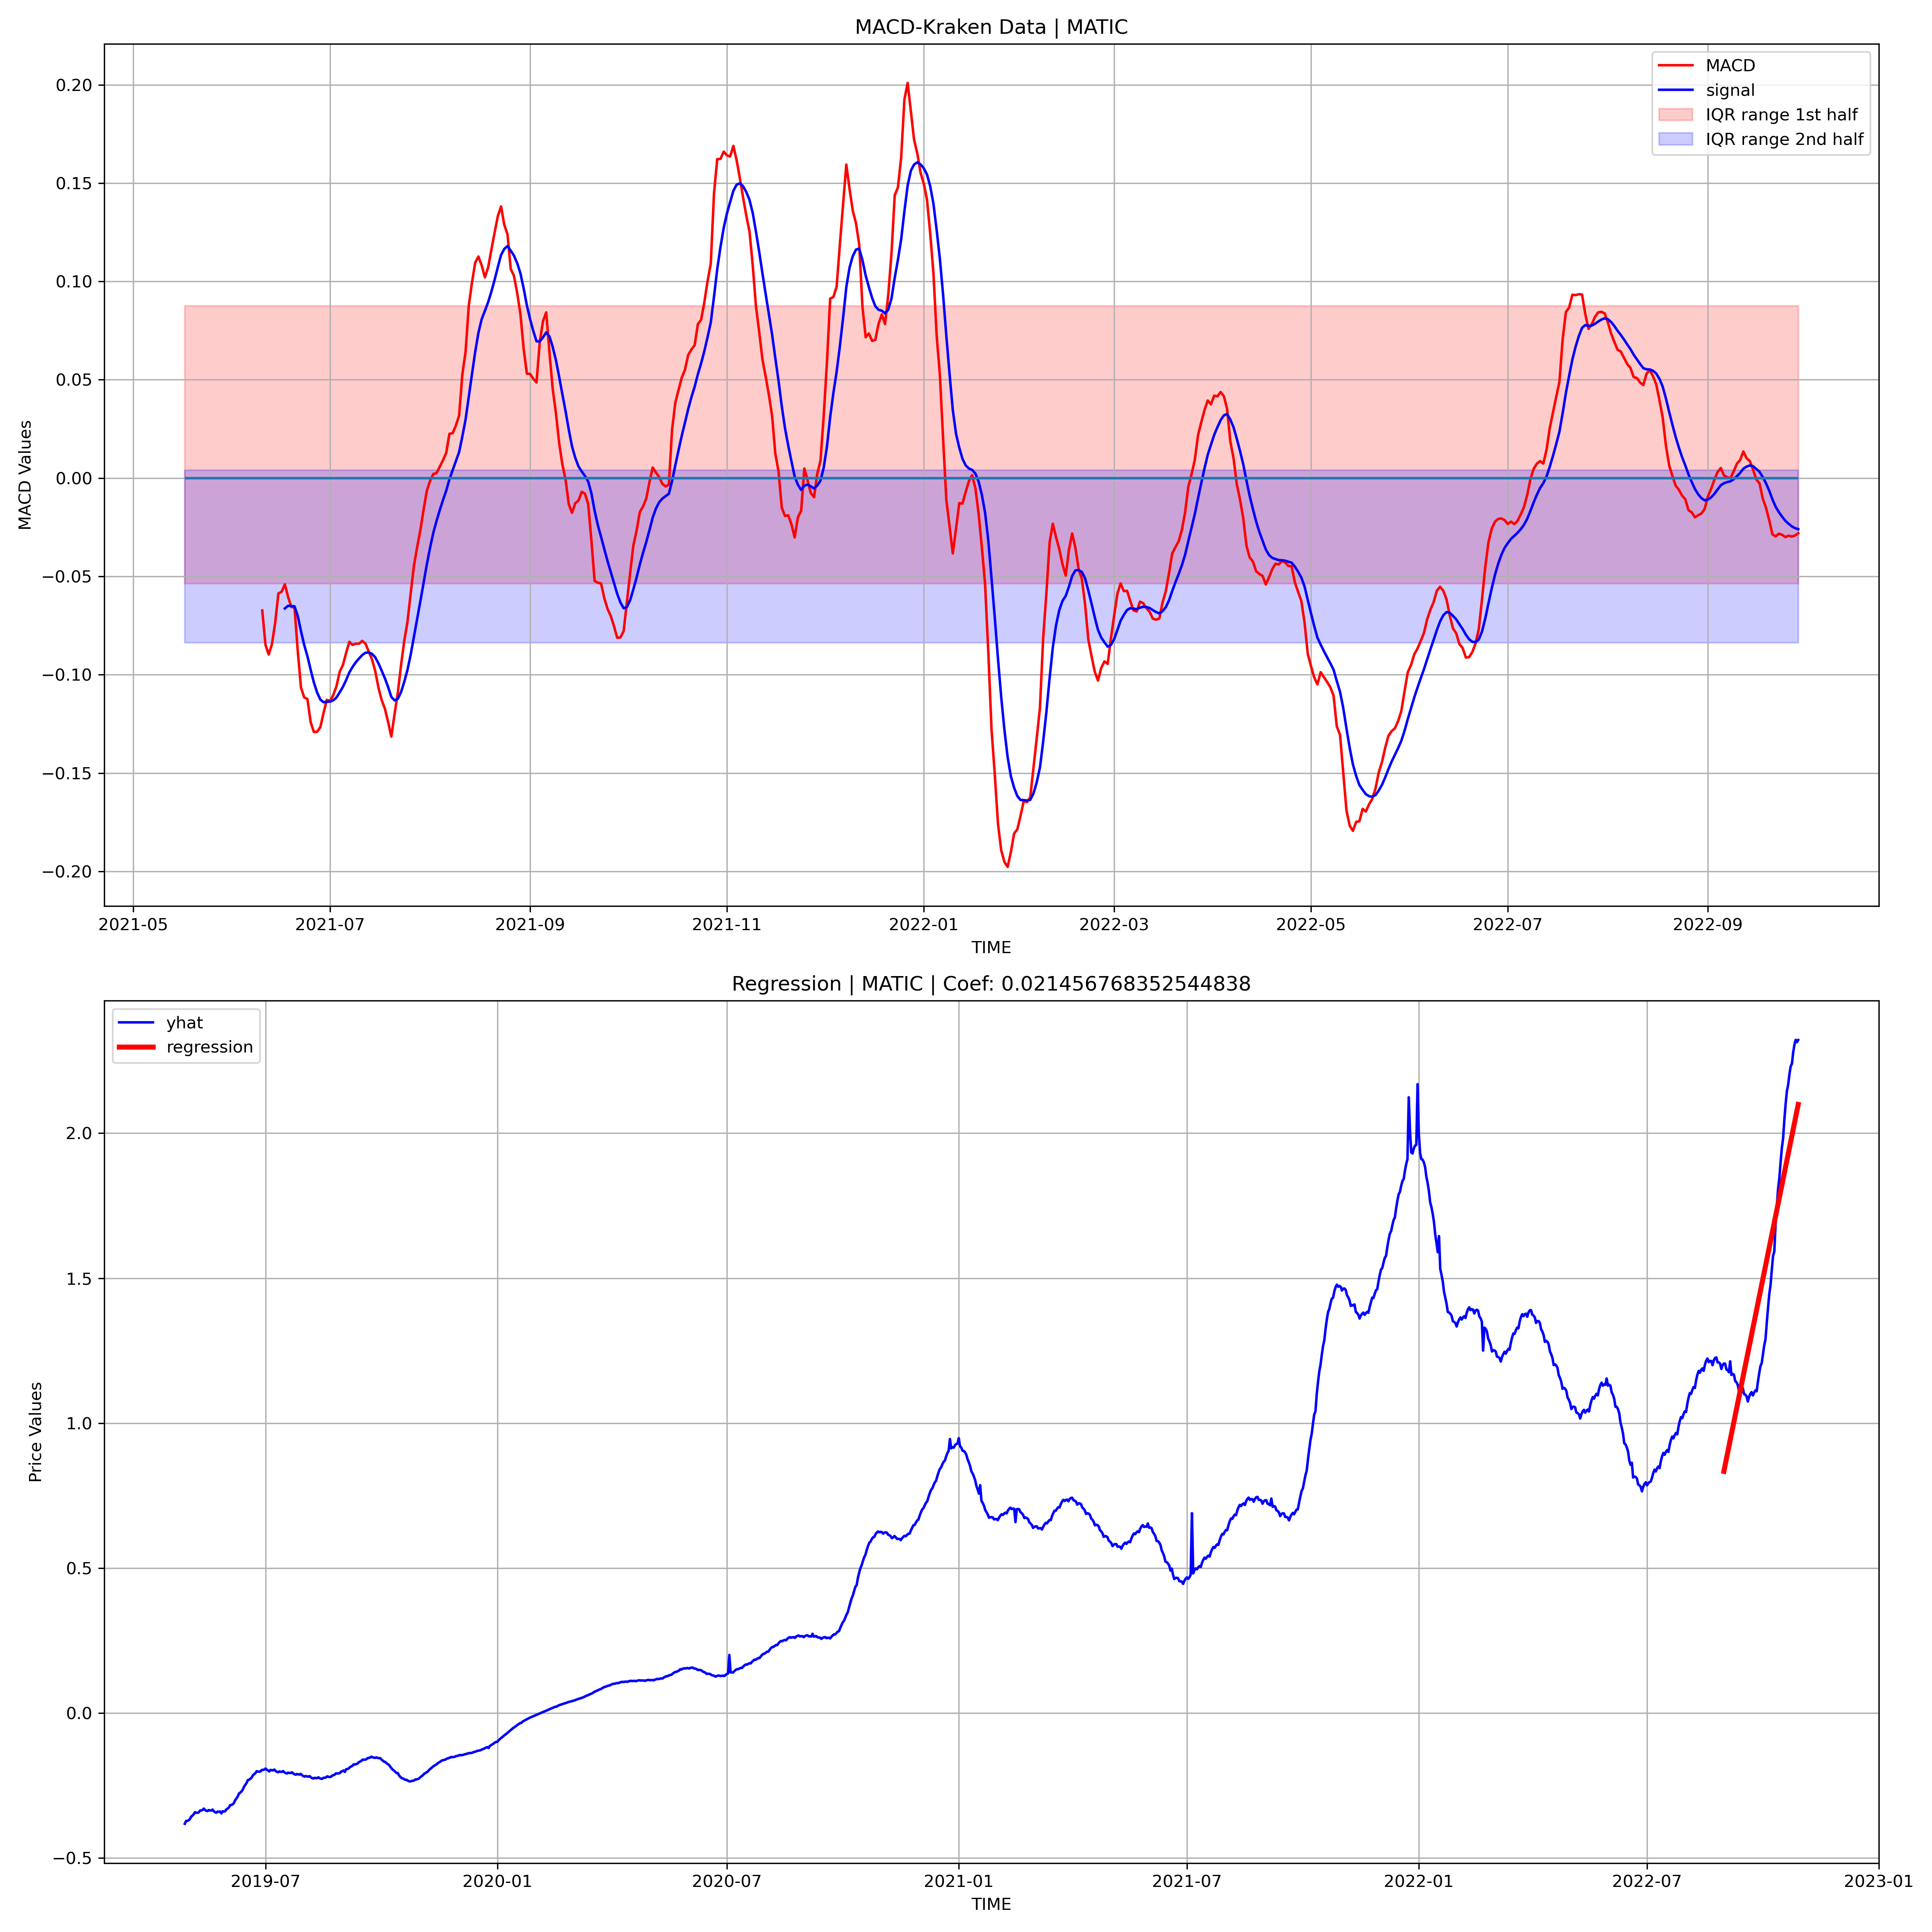 MACD-Kraken Data | MATIC
MACD
signal
IQR range 1st half
IQR range 2nd half
MACD Values
0.20
0.15
0.10
0.05
0.00
−0.05
−0.10
−0.15
−0.20
2021-05 2021-07 2021-09 2021-11 2022-01 2022-03 2022-05 2022-07 2022-09
TIME
Regression | MATIC | Coef: 0.021456768352544838
yhat
regression
Price Values
2.0
1.5
1.0
0.5
0.0
−0.5
2019-07 2020-01 2020-07 2021-01 2021-07 2022-01 2022-07 2023-01
TIME